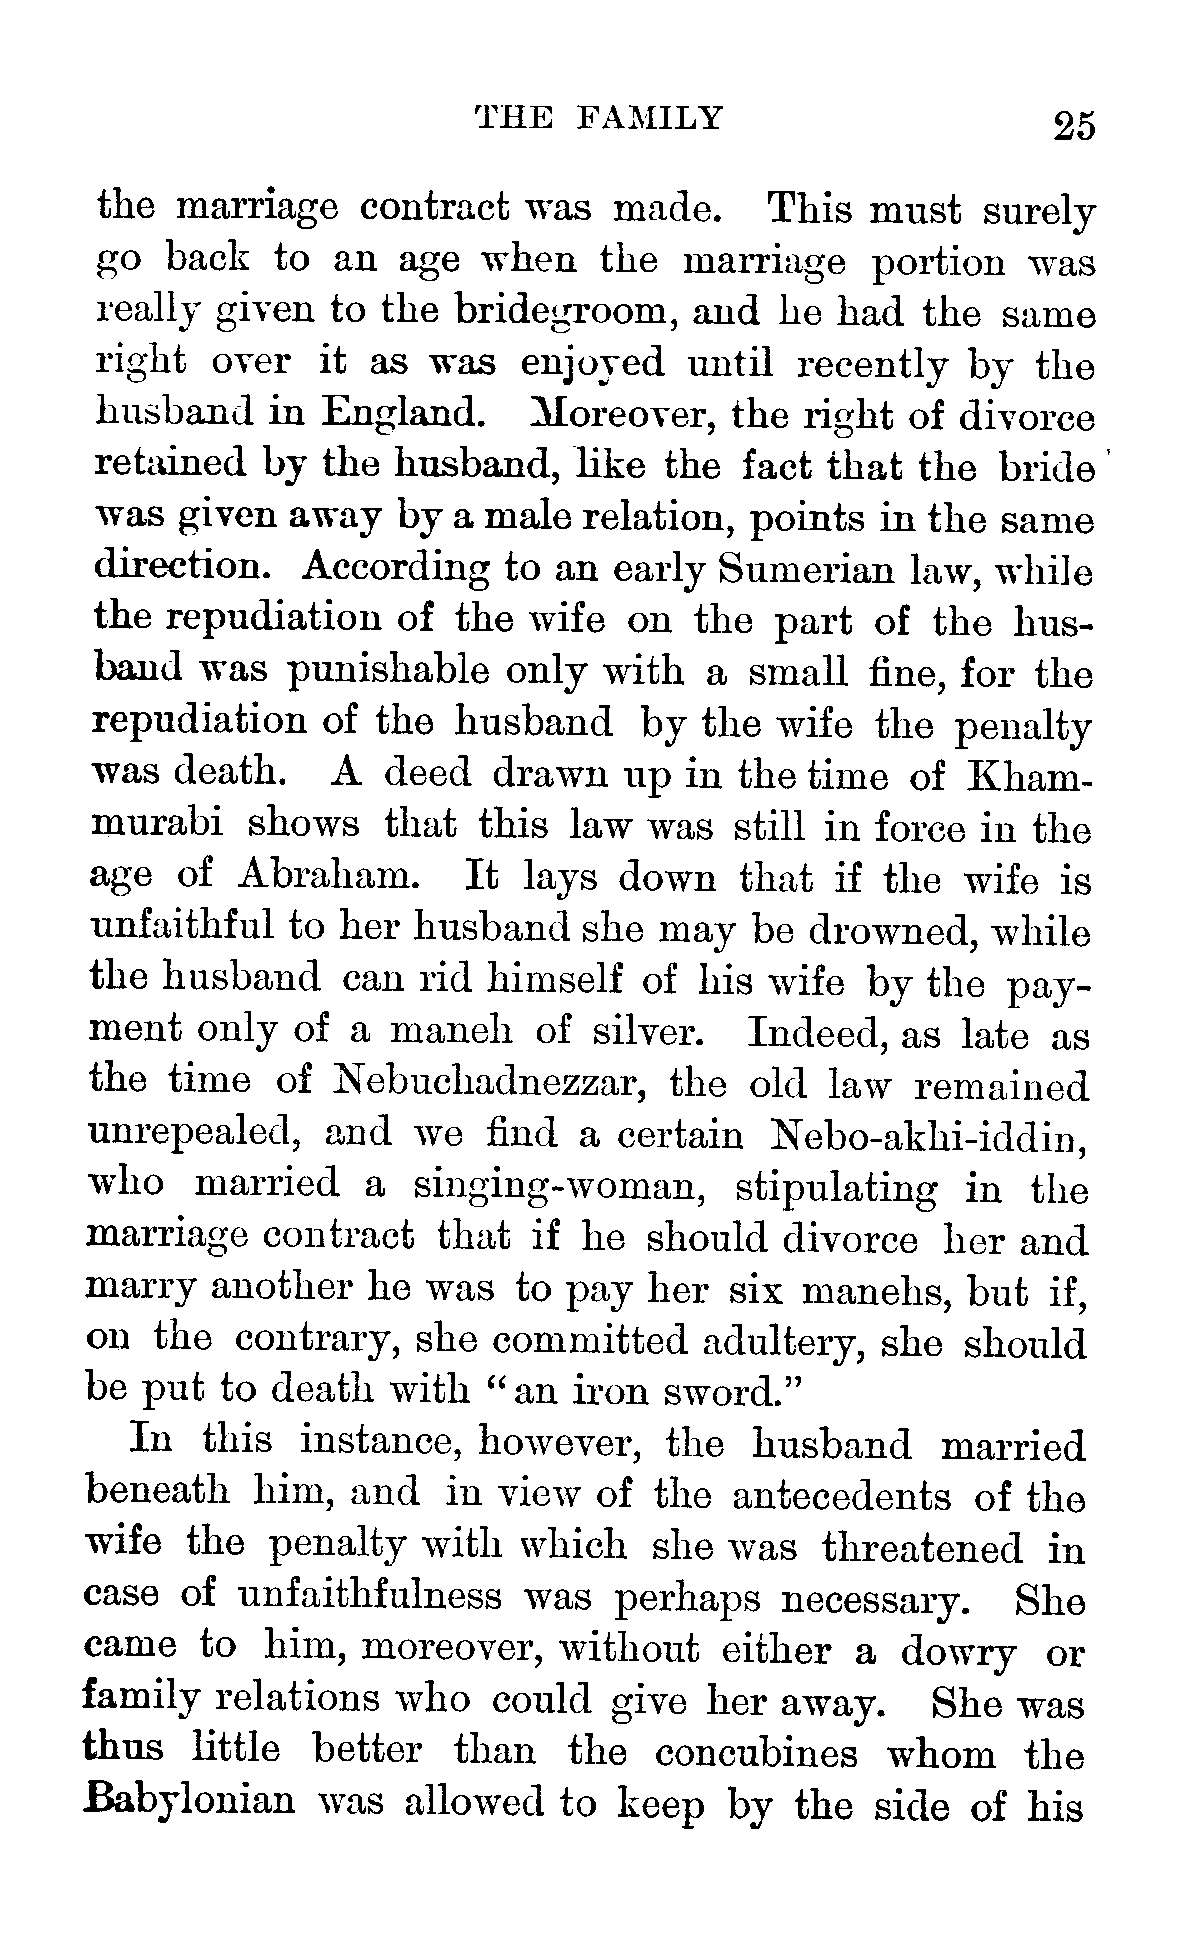 THE FAMILY 25
the marriage contract was made. This must surely
go back to an age when the marriage portion was
really given to the bridegroom, and he had the same
right over it as was enjoyed until recently by the
husband in England. Moreover, the right of divorce
retained by the husband, like the fact that the bride
was given away by a male relation, points in the same
direction. According to an early Sumerian law, while
the repudiation of the wife on the part of the hus-
band was punishable only with a small fine, for the
repudiation of the husband by the wife the penalty
was death. A deed drawn up in the time of Kham-
murabi shows that this law was still in force in the
age of Abraham. It lays down that if the wife is
unfaithful to her husband she may be drowned, while
the husband can rid himself of his wife by the pay-
ment only of a maneh of silver. Indeed, as late as
the time of Nebuchadnezzar, the old law remained
unrepealed, and we find a certain Nebo-akhi-iddin,
who married a singing-woman, stipulating in the
marriage contract that if he should divorce her and
marry another he was to pay her six manehs, but if,
on the contrary, she committed adultery, she should
be put to death with "an iron sword."
In this instance, however, the husband married
beneath him, and in view of the antecedents of the
wife the penalty with which she was threatened in
case of unfaithfulness was perhaps necessary. She
came to him, moreover, without either a dowry or
family relations who could give her away. She was
thus little better than the concubines whom the
Babylonian was allowed to keep by the side of his